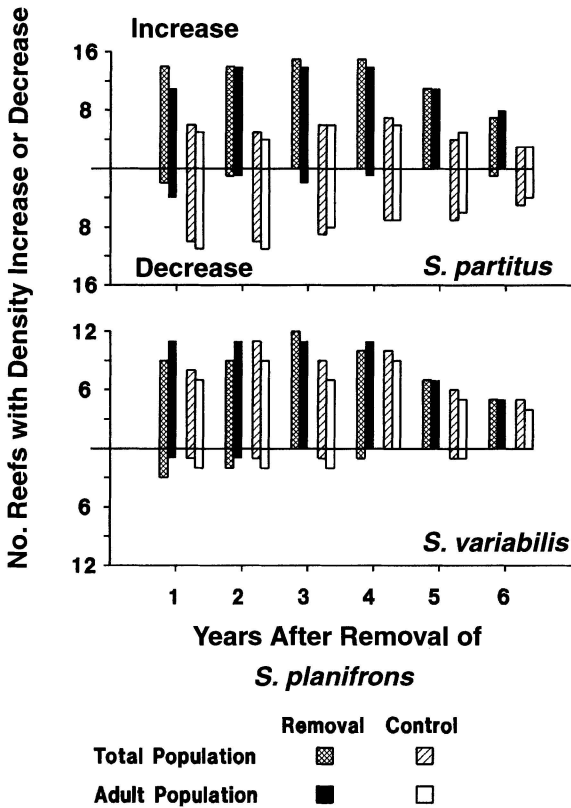 No. Reefs with Density Increase or Decrease
Increase
16
8
8
16
Decrease
S. partitus
12
6
6
12
S. variabilis
1 2 3 4 5 6
Years After Removal of
S. planifrons
Removal Control
Total Population
Adult Population